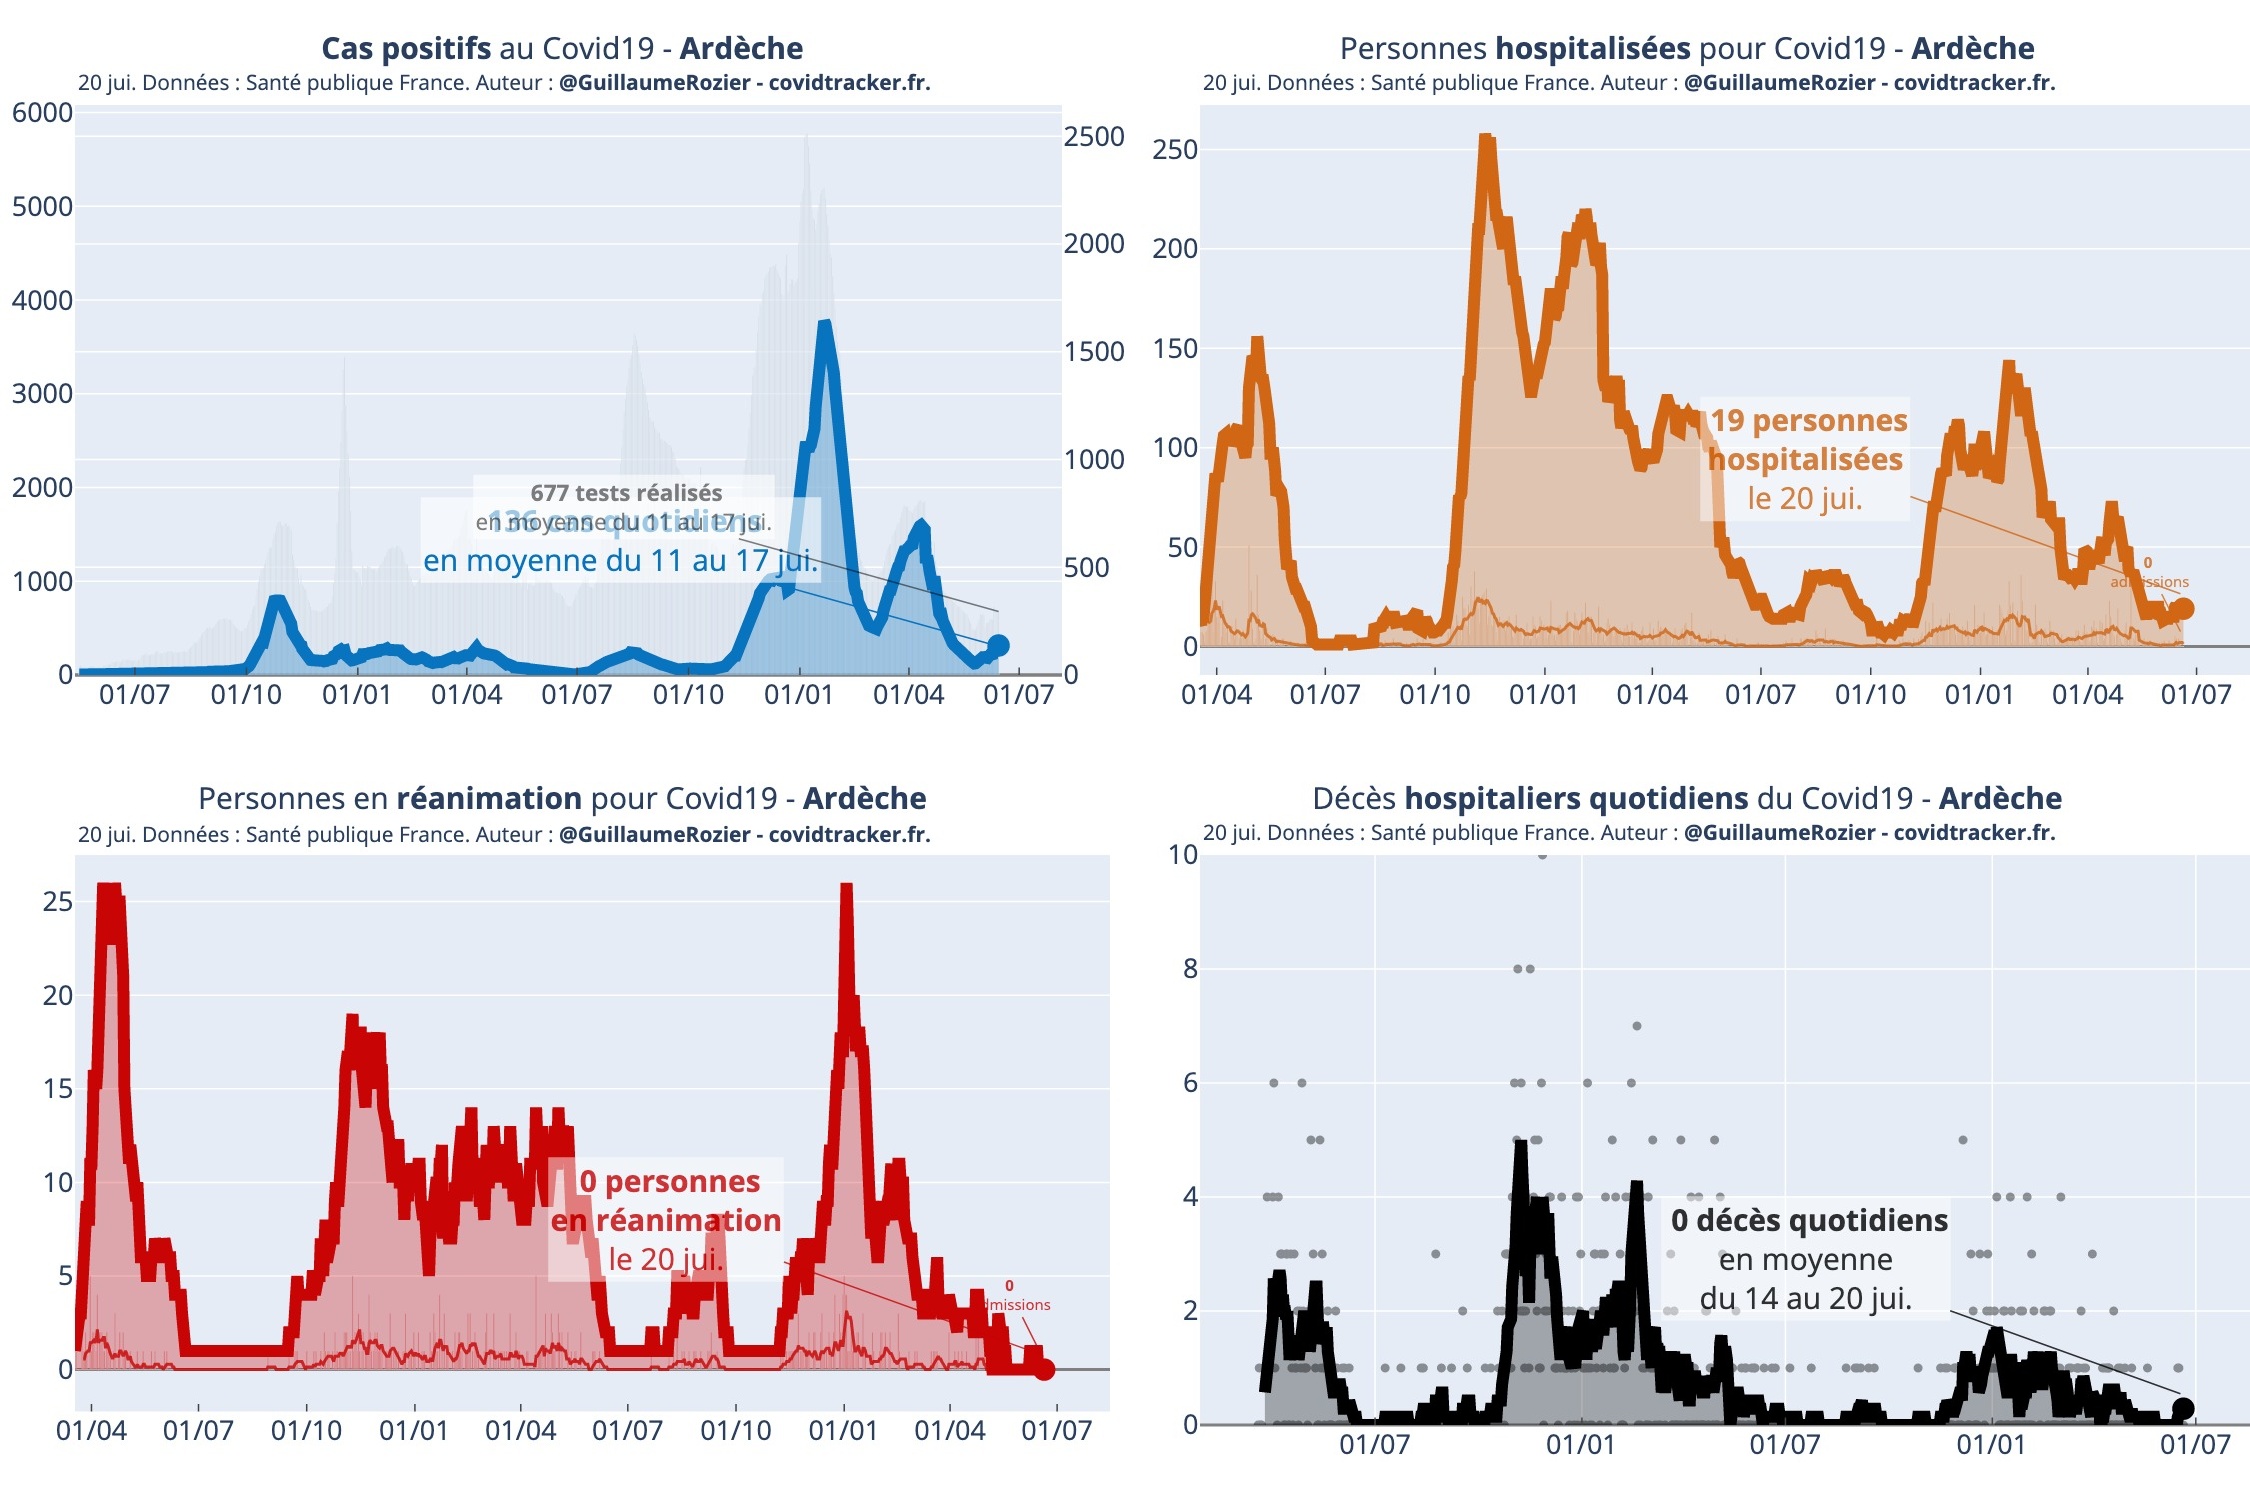 Cas positifs au Covid19 - Ardèche
20 jui. Données : Santé publique France. Auteur : @GuillaumeRozier - covidtracker.fr.
6000
5000
4000
3000
2000
1000
0
2500
2000
1500
1000
500
0
677 tests réalisés
en moyenne du 11 au 17 jui.
136 cas quotidiens
en moyenne du 11 au 17 jui.
01/07 01/10 01/01 01/04 01/07 01/10 01/01 01/04 01/07
Personnes hospitalisées pour Covid19 - Ardèche
20 jui. Données : Santé publique France. Auteur : @GuillaumeRozier - covidtracker.fr.
250
200
150
100
50
0
19 personnes
hospitalisées
le 20 jui.
0
admissions
01/04 01/07 01/10 01/01 01/04 01/07 01/10 01/01 01/04 01/07
Personnes en réanimation pour Covid19 - Ardèche
20 jui. Données : Santé publique France. Auteur : @GuillaumeRozier - covidtracker.fr.
25
20
15
10
5
0
0 personnes
en réanimation
le 20 jui.
0
admissions
01/04 01/07 01/10 01/01 01/04 01/07 01/10 01/01 01/04 01/07
Décès hospitaliers quotidiens du Covid19 - Ardèche
20 jui. Données : Santé publique France. Auteur : @GuillaumeRozier - covidtracker.fr.
10
8
6
4
2
0
0 décès quotidiens
en moyenne
du 14 au 20 jui.
01/07 01/01 01/07 01/01 01/07